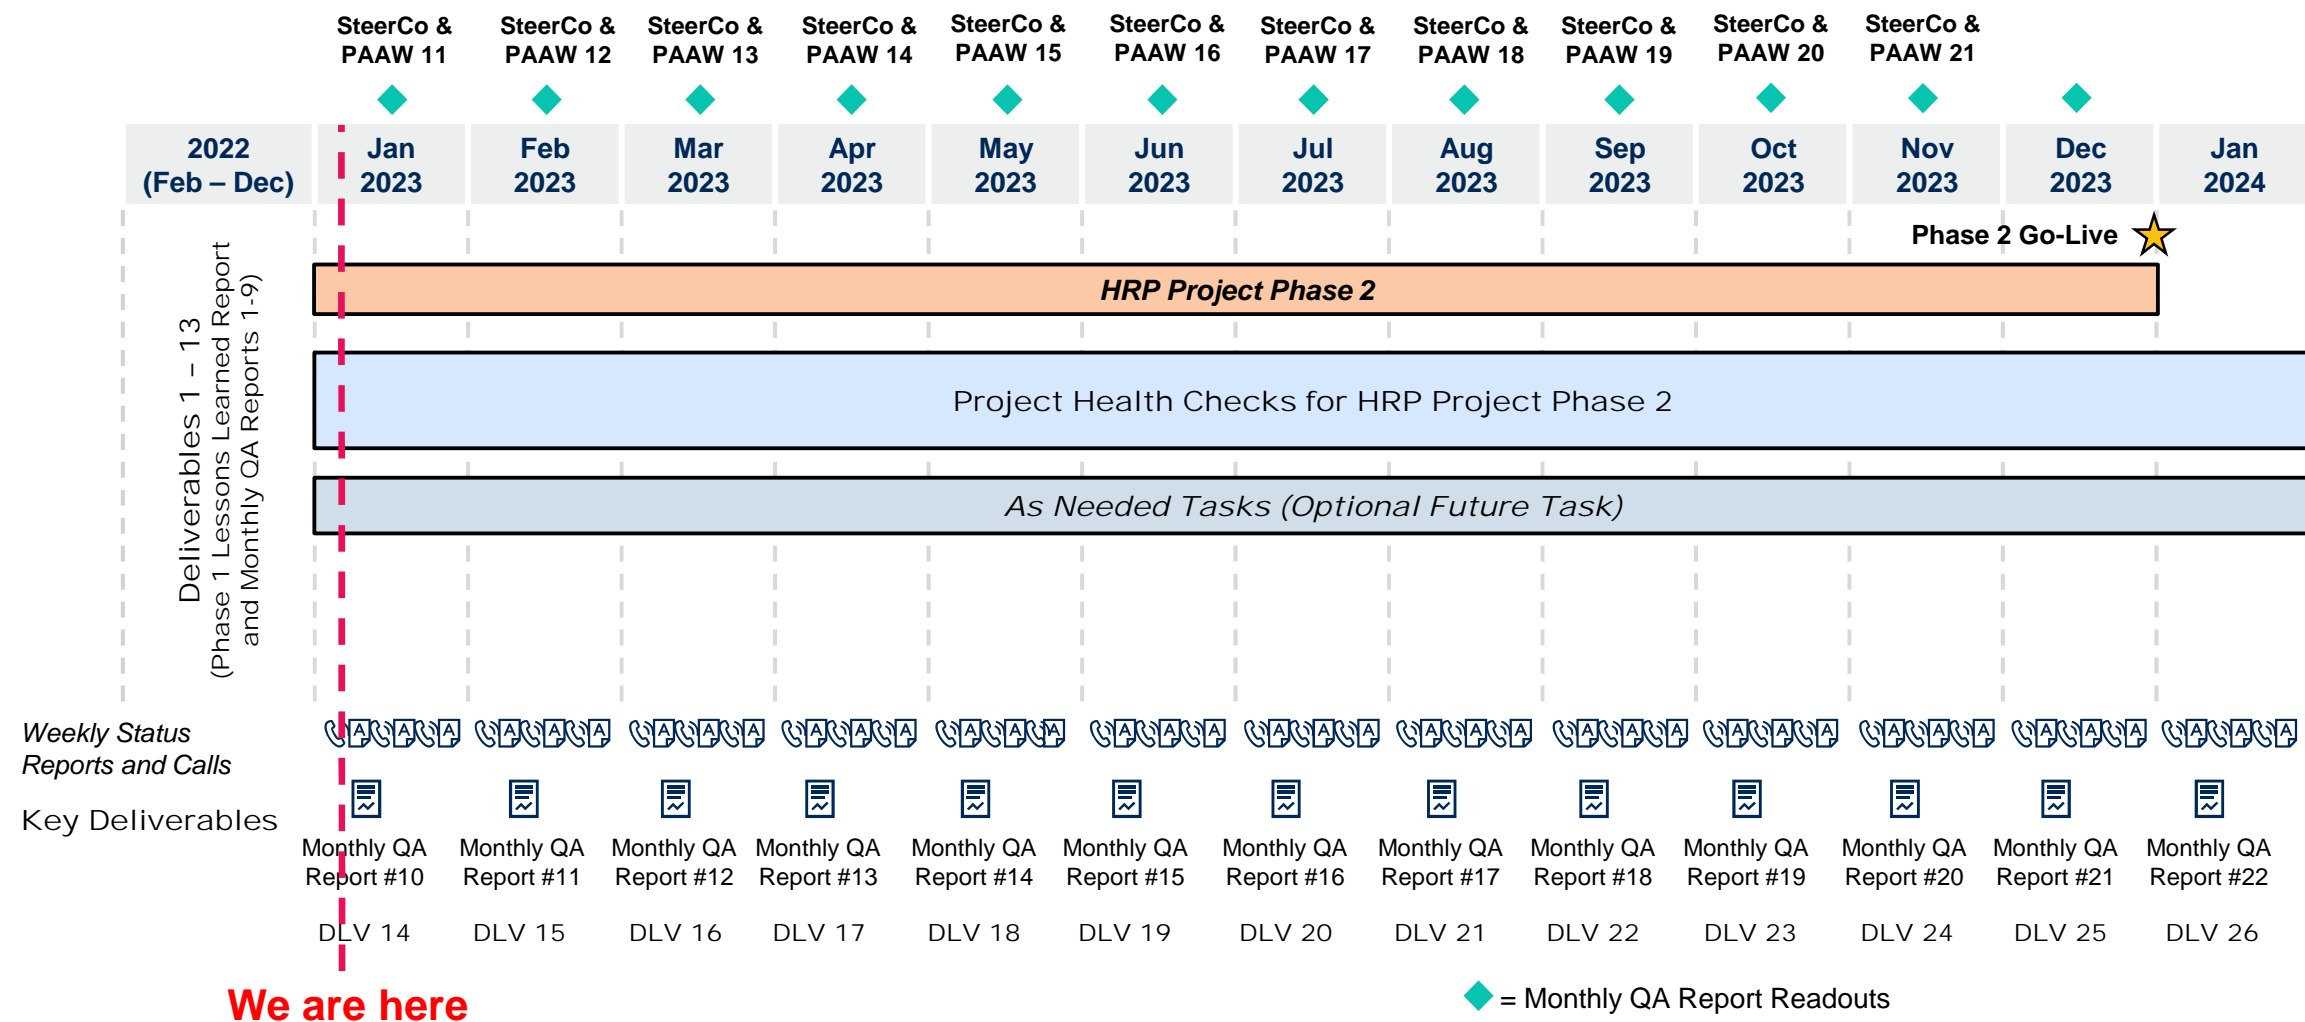 SteerCo &
PAAW 11
SteerCo &
PAAW 12
SteerCo &
PAAW 13
SteerCo &
PAAW 14
SteerCo &
PAAW 15
SteerCo &
PAAW 16
SteerCo &
PAAW 17
SteerCo &
PAAW 18
SteerCo &
PAAW 19
SteerCo &
PAAW 20
SteerCo &
PAAW 21
2022
(Feb – Dec)
Jan
2023
Feb
2023
Mar
2023
Apr
2023
May
2023
Jun
2023
Jul
2023
Aug
2023
Sep
2023
Oct
2023
Nov
2023
Dec
2023
Jan
2024
Phase 2 Go-Live
Deliverables 1 – 13
(Phase 1 Lessons Learned Report
and Monthly QA Reports 1-9)
HRP Project Phase 2
Project Health Checks for HRP Project Phase 2
As Needed Tasks (Optional Future Task)
Weekly Status
Reports and Calls
Key Deliverables
Monthly QA
Report #10
Monthly QA
Report #11
Monthly QA
Report #12
Monthly QA
Report #13
Monthly QA
Report #14
Monthly QA
Report #15
Monthly QA
Report #16
Monthly QA
Report #17
Monthly QA
Report #18
Monthly QA
Report #19
Monthly QA
Report #20
Monthly QA
Report #21
Monthly QA
Report #22
DLV 14
DLV 15
DLV 16
DLV 17
DLV 18
DLV 19
DLV 20
DLV 21
DLV 22
DLV 23
DLV 24
DLV 25
DLV 26
We are here
= Monthly QA Report Readouts